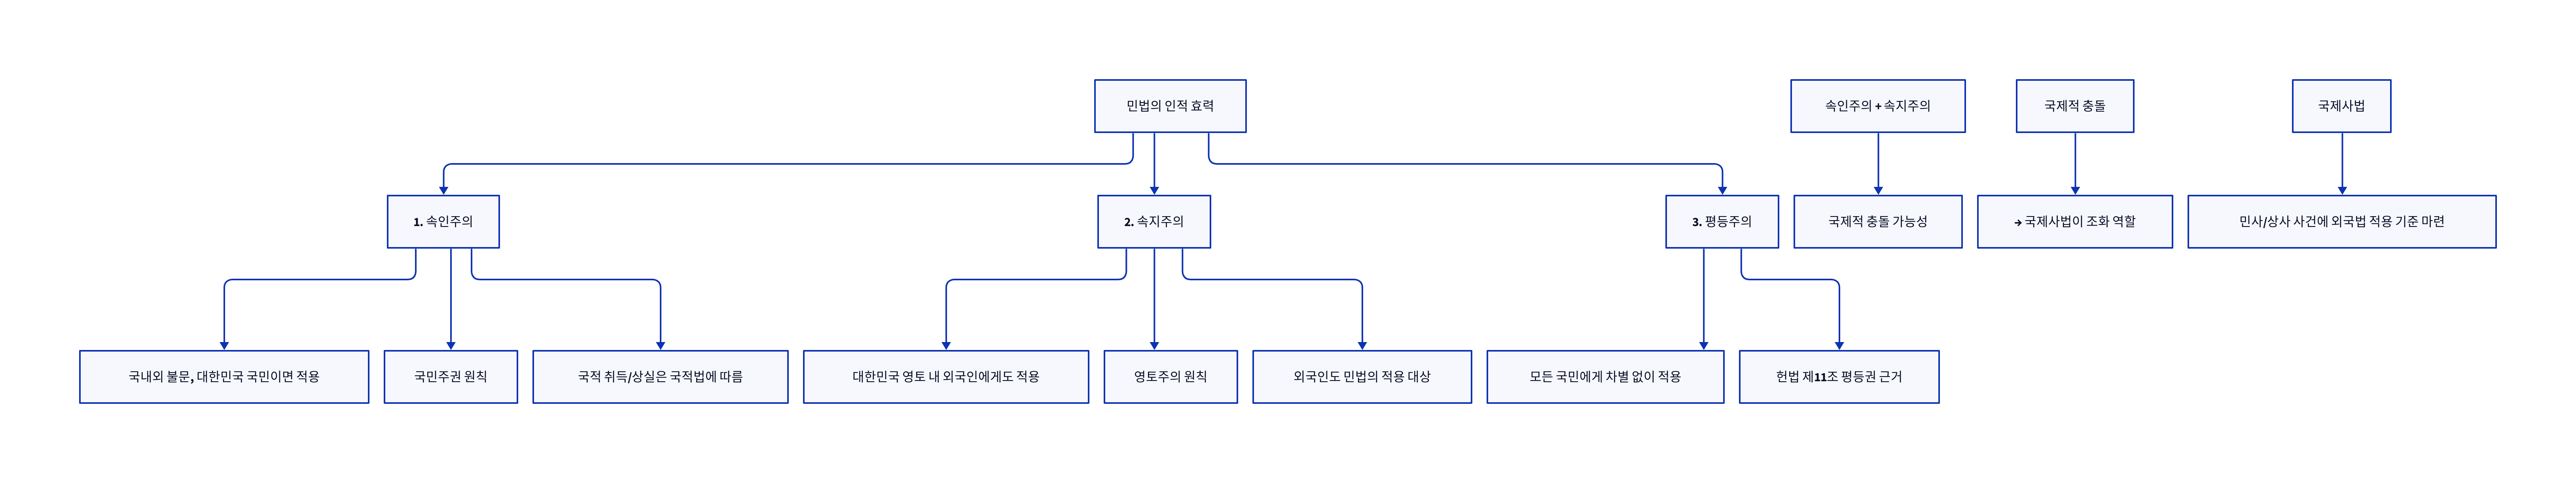 민법의 인적 효력
속인주의 + 속지주의
국제적 충돌
국제사법
1. 속인주의
2. 속지주의
3. 평등주의
국제적 충돌 가능성
→ 국제사법이 조화 역할
민사/상사 사건에 외국법 적용 기준 마련
국내외 불문, 대한민국 국민이면 적용
국민주권 원칙
국적 취득/상실은 국적법에 따름
대한민국 영토 내 외국인에게도 적용
영토주의 원칙
외국인도 민법의 적용 대상
모든 국민에게 차별 없이 적용
헌법 제11조 평등권 근거